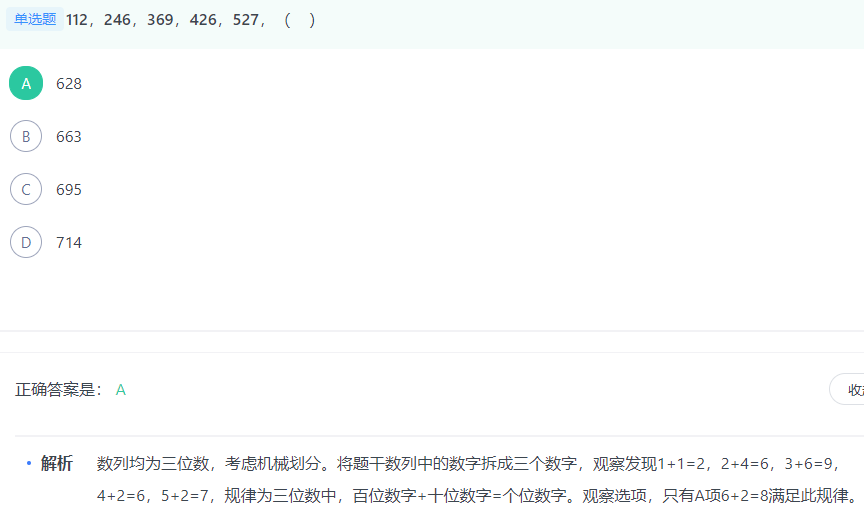 单选题 112，246，369，426，527，（ ）
A 628
B 663
C 695
D 714
正确答案是： A
收
• 解析 数列均为三位数，考虑机械划分。将题干数列中的数字拆成三个数字，观察发现1+1=2，2+4=6，3+6=9，
4+2=6，5+2=7，规律为三位数中，百位数字+十位数字=个位数字。观察选项，只有A项6+2=8满足此规律。